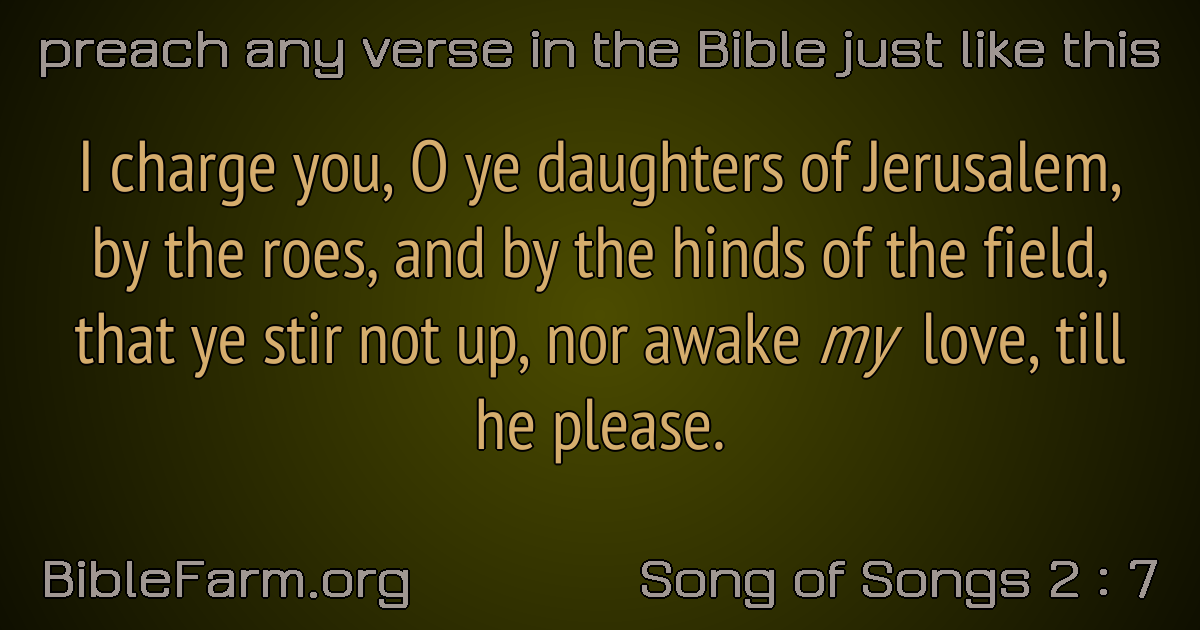 preach any verse in the Bible just like this
I charge you, O ye daughters of Jerusalem,
by the roes, and by the hinds of the field,
that ye stir not up, nor awake my love, till
he please.
BibleFarm.org
Song of Songs 2 : 7